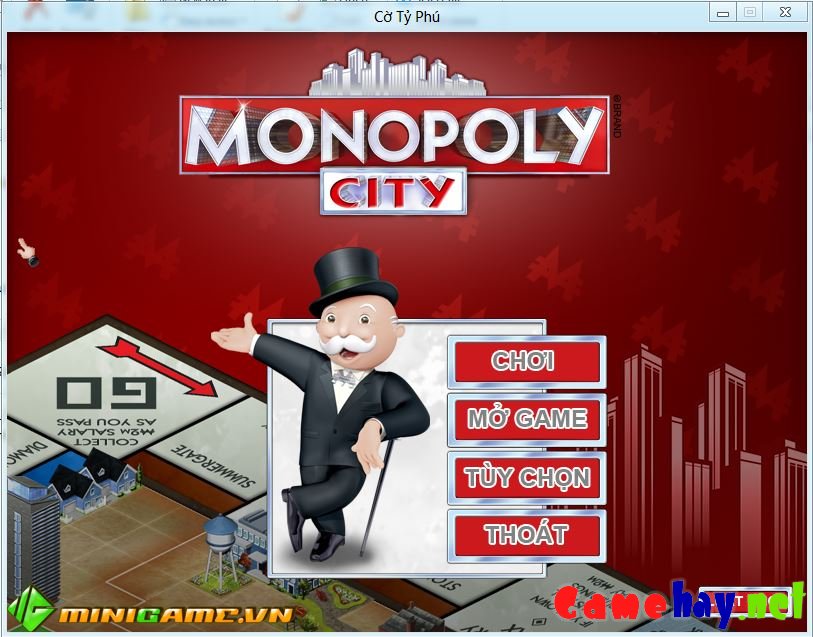 Cờ Tỷ Phú
MONOPOLY
©BRAND
CITY
GO
COLLECT
₩2M SALARY
AS YOU PASS
SUMMERGATE
CHƠI
MỞ GAME
TÙY CHỌN
THOÁT
MINIGAME.VN
Gamehay.net